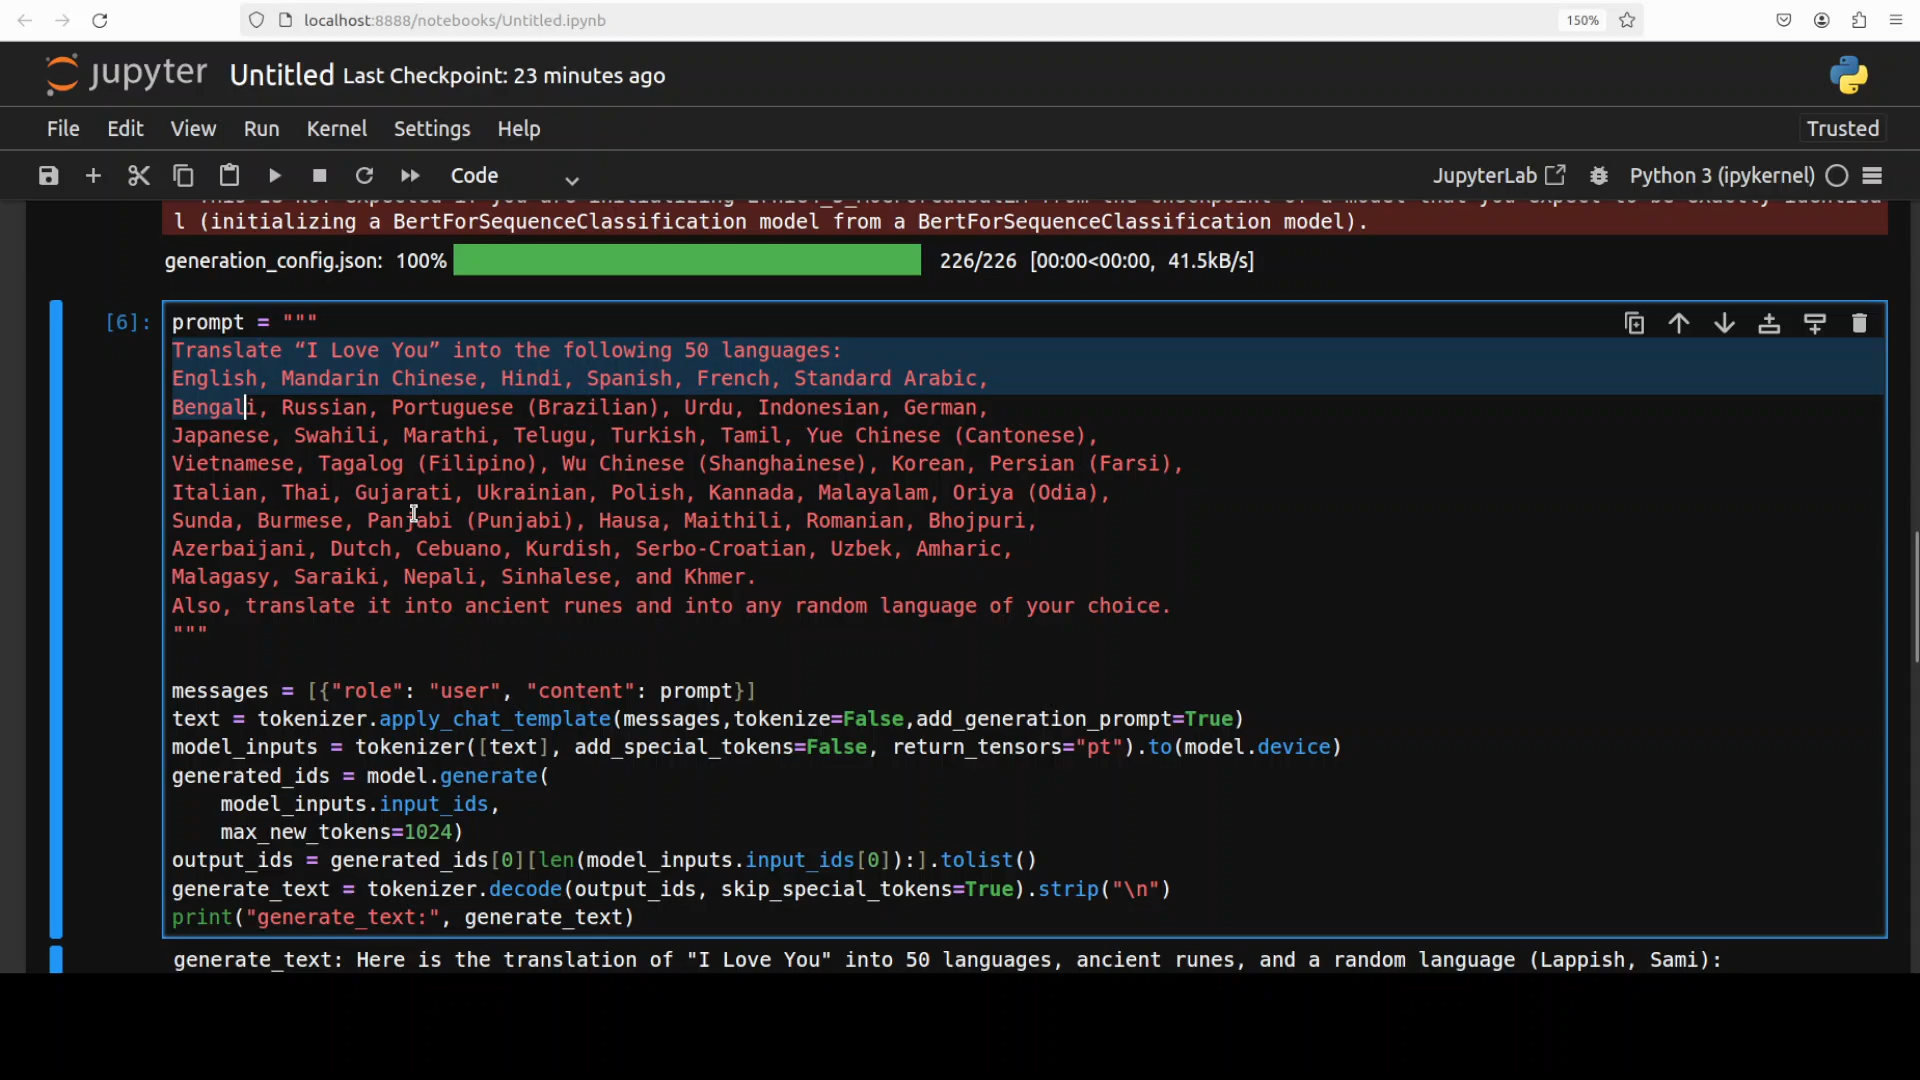 localhost:8888/notebooks/Untitled.ipynb
150%
jupyter Untitled Last Checkpoint: 23 minutes ago
File Edit View Run Kernel Settings Help
Trusted
Code
JupyterLab
Python 3 (ipykernel)
l (initializing a BertForSequenceClassification model from a BertForSequenceClassification model).
generation_config.json: 100% 226/226 [00:00<00:00, 41.5kB/s]
[6]: prompt = """
Translate “I Love You” into the following 50 languages:
English, Mandarin Chinese, Hindi, Spanish, French, Standard Arabic,
Bengali, Russian, Portuguese (Brazilian), Urdu, Indonesian, German,
Japanese, Swahili, Marathi, Telugu, Turkish, Tamil, Yue Chinese (Cantonese),
Vietnamese, Tagalog (Filipino), Wu Chinese (Shanghainese), Korean, Persian (Farsi),
Italian, Thai, Gujarati, Ukrainian, Polish, Kannada, Malayalam, Oriya (Odia),
Sunda, Burmese, Panjabi (Punjabi), Hausa, Maithili, Romanian, Bhojpuri,
Azerbaijani, Dutch, Cebuano, Kurdish, Serbo-Croatian, Uzbek, Amharic,
Malagasy, Saraiki, Nepali, Sinhalese, and Khmer.
Also, translate it into ancient runes and into any random language of your choice.
"""
messages = [{"role": "user", "content": prompt}]
text = tokenizer.apply_chat_template(messages,tokenize=False,add_generation_prompt=True)
model_inputs = tokenizer([text], add_special_tokens=False, return_tensors="pt").to(model.device)
generated_ids = model.generate(
    model_inputs.input_ids,
    max_new_tokens=1024)
output_ids = generated_ids[0][len(model_inputs.input_ids[0]):].tolist()
generate_text = tokenizer.decode(output_ids, skip_special_tokens=True).strip("\n")
print("generate_text:", generate_text)
generate_text: Here is the translation of "I Love You" into 50 languages, ancient runes, and a random language (Lappish, Sami):